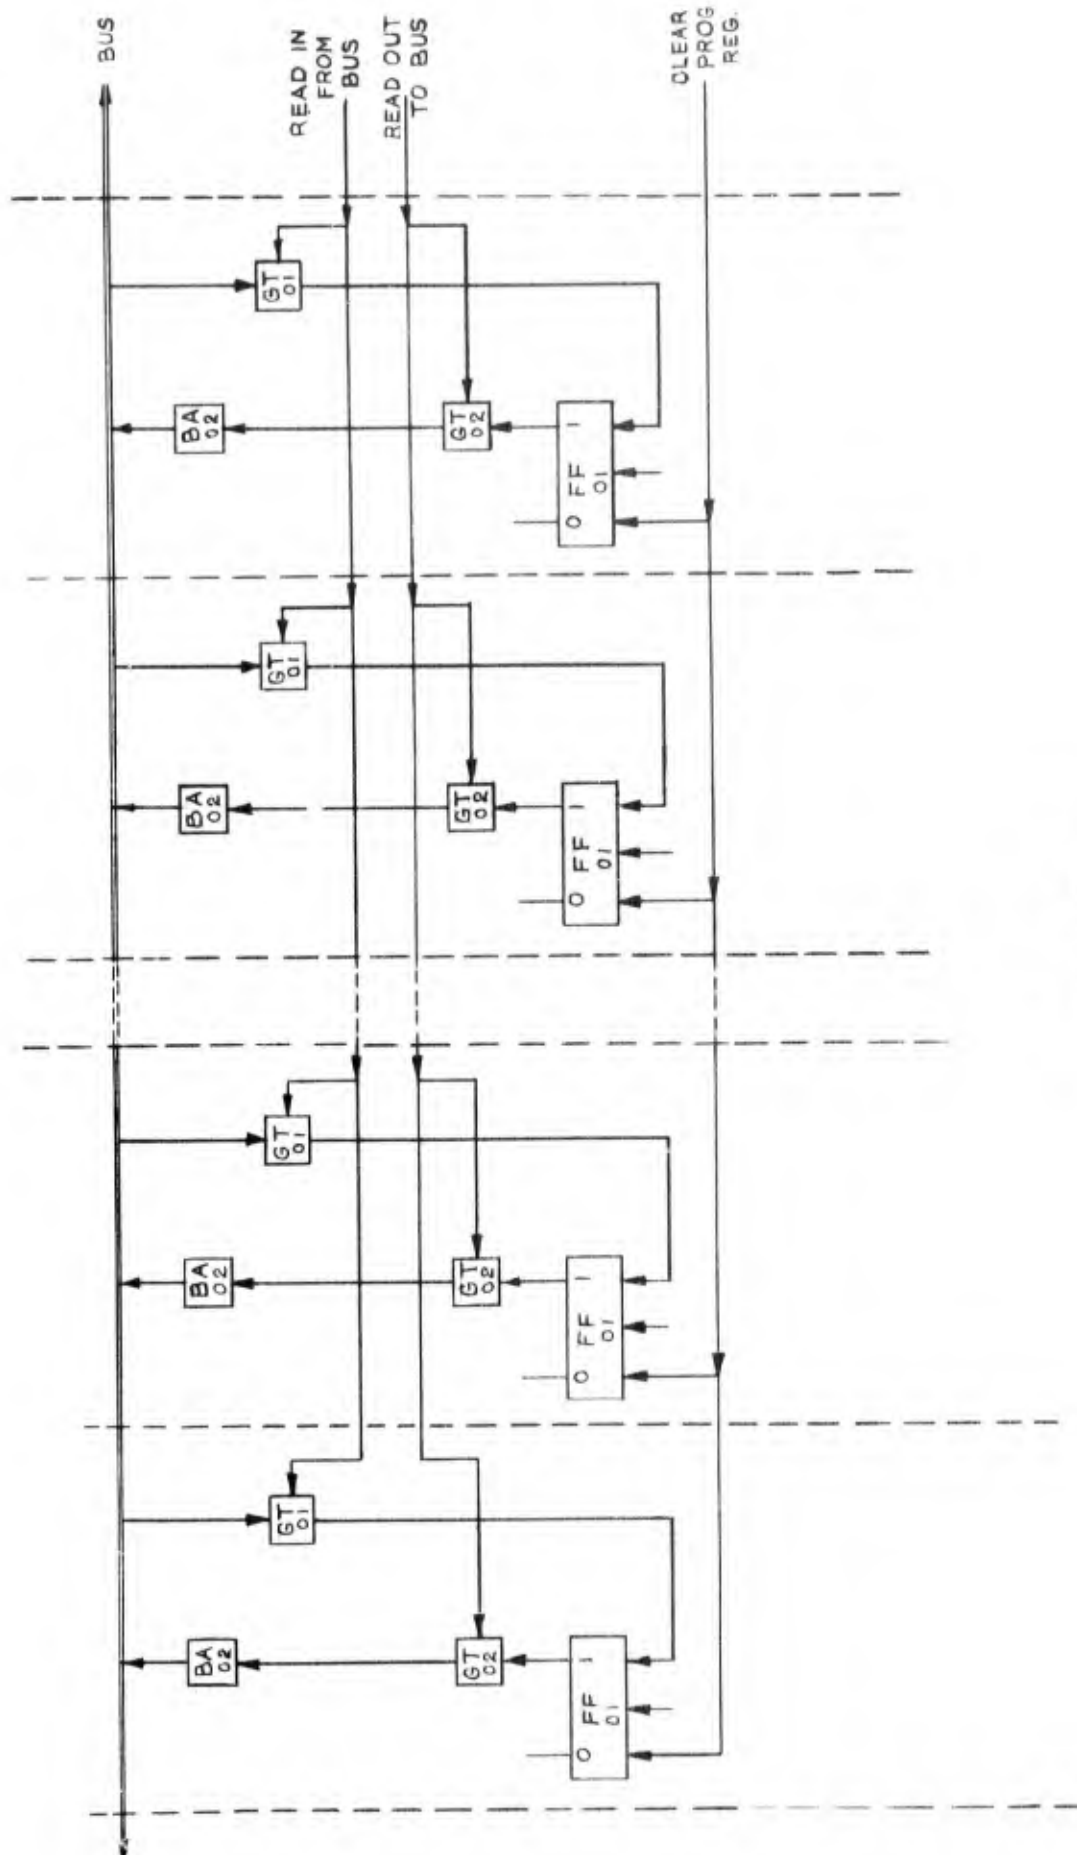 BUS
READ IN
FROM
BUS
READ OUT
TO BUS
CLEAR
PROG
REG.
GT
01
BA
02
GT
02
0 FF 1
01
GT
01
BA
02
GT
02
0 FF 1
01
GT
01
BA
02
GT
02
0 FF 1
01
GT
01
BA
02
GT
02
0 FF 1
01